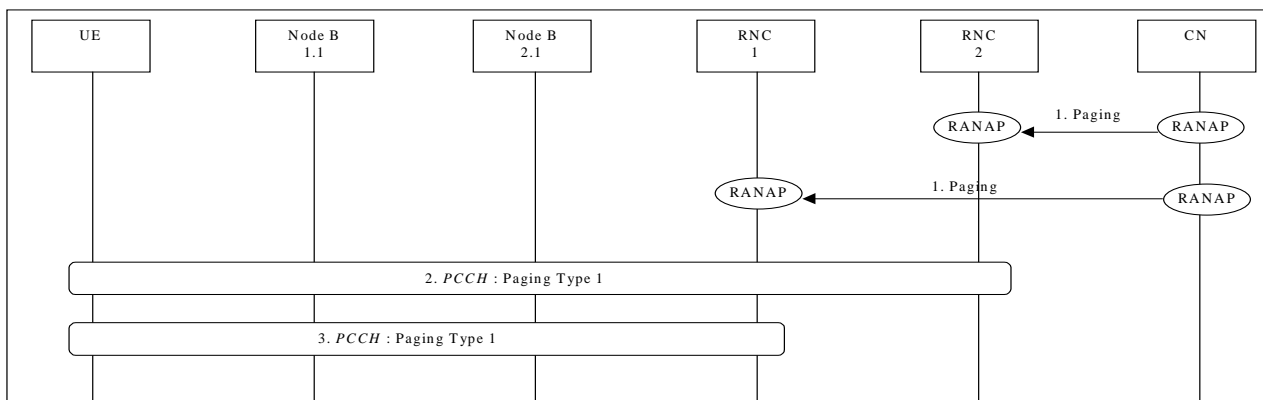 UE
Node B
1.1
Node B
2.1
RNC
1
RNC
2
CN
RANAP
1. Paging
RANAP
RANAP
1. Paging
RANAP
2. PCCH : Paging Type 1
3. PCCH : Paging Type 1